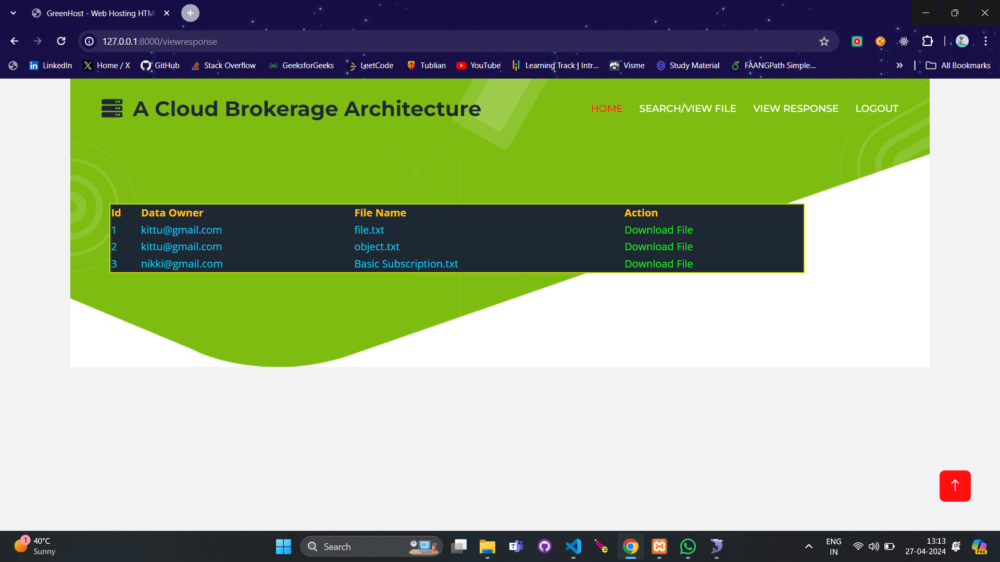 GreenHost - Web Hosting HTM
127.0.0.1:8000/viewresponse
LinkedIn Home / X GitHub Stack Overflow GeeksforGeeks LeetCode Tublian YouTube Learning Track | Intr... Visme Study Material FAANGPath Simple... All Bookmarks
A Cloud Brokerage Architecture HOME SEARCH/VIEW FILE VIEW RESPONSE LOGOUT
Id Data Owner File Name Action
1 kittu@gmail.com file.txt Download File
2 kittu@gmail.com object.txt Download File
3 nikki@gmail.com Basic Subscription.txt Download File
1 40°C
Sunny
Search
ENG
IN
13:13
27-04-2024
PRE